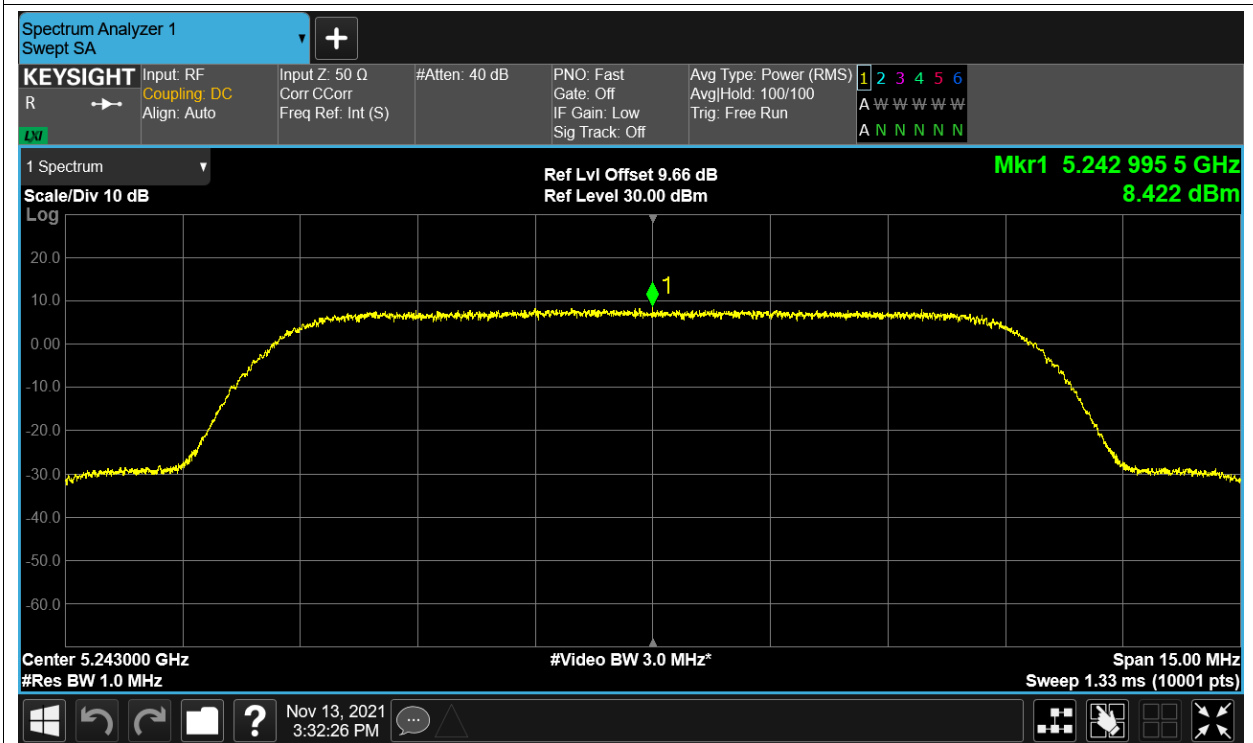 Spectrum Analyzer 1
Swept SA
KEYSIGHT
R
LXI
Input: RF
Coupling: DC
Align: Auto
Input Z: 50 Ω
Corr CCorr
Freq Ref: Int (S)
#Atten: 40 dB
PNO: Fast
Gate: Off
IF Gain: Low
Sig Track: Off
Avg Type: Power (RMS)
Avg|Hold: 100/100
Trig: Free Run
1 2 3 4 5 6
A W W W W W
A N N N N N
1 Spectrum
Scale/Div 10 dB
Log
Ref Lvl Offset 9.66 dB
Ref Level 30.00 dBm
Mkr1 5.242 995 5 GHz
8.422 dBm
20.0
10.0
0.00
-10.0
-20.0
-30.0
-40.0
-50.0
-60.0
1
Center 5.243000 GHz
#Res BW 1.0 MHz
#Video BW 3.0 MHz*
Span 15.00 MHz
Sweep 1.33 ms (10001 pts)
?
Nov 13, 2021
3:32:26 PM